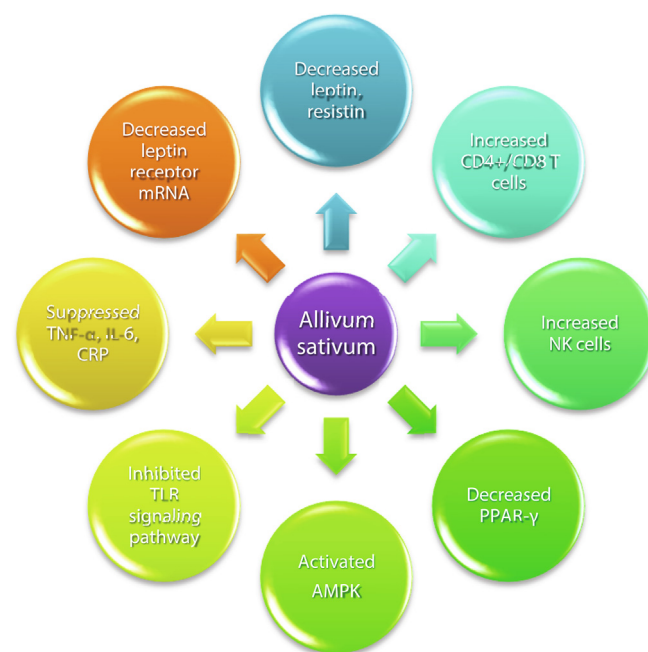 Decreased
leptin,
resistin
Increased
CD4+/CD8 T
cells
Increased
NK cells
Decreased
PPAR-γ
Activated
AMPK
Inhibited
TLR
signaling
pathway
Suppressed
TNF-α, IL-6,
CRP
Decreased
leptin
receptor
mRNA
Allivum
sativum